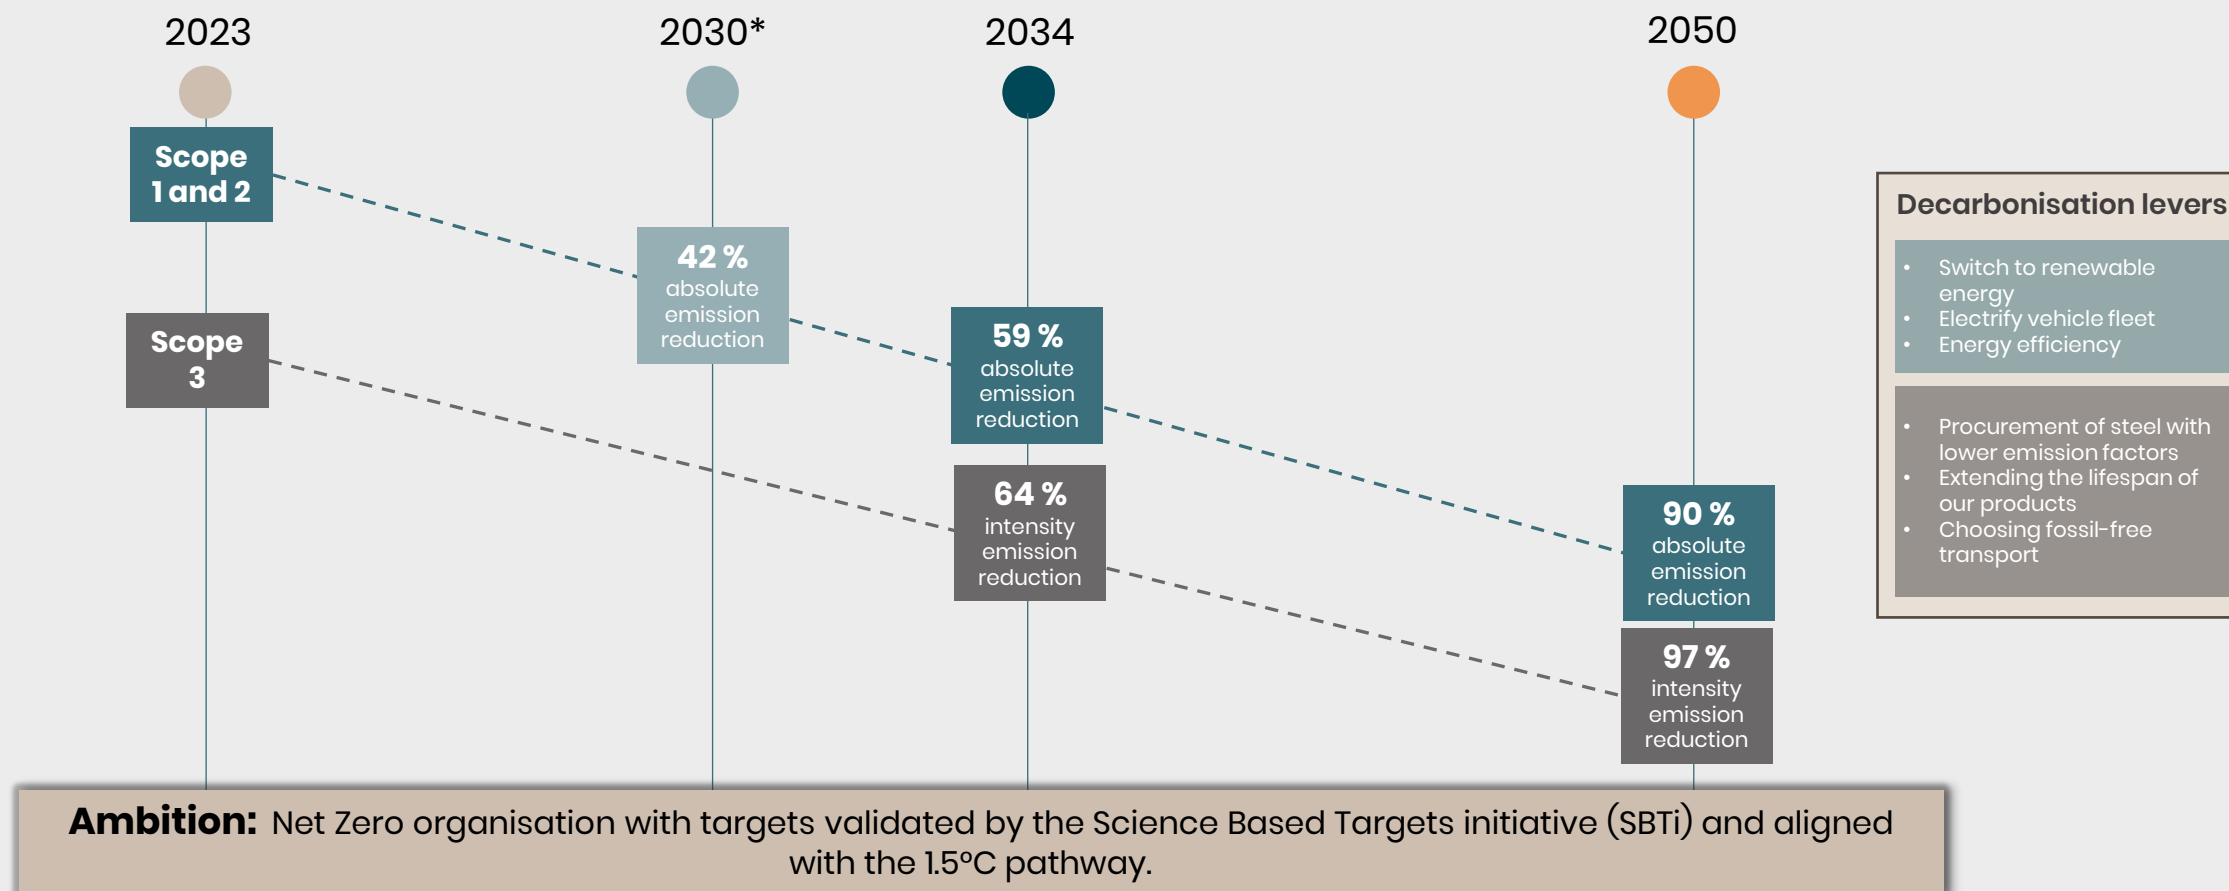 2023
2030*
2034
2050
Scope
1 and 2
Scope
3
42 %
absolute
emission
reduction
59 %
absolute
emission
reduction
64 %
intensity
emission
reduction
90 %
absolute
emission
reduction
97 %
intensity
emission
reduction
Decarbonisation levers
• Switch to renewable
energy
• Electrify vehicle fleet
• Energy efficiency
• Procurement of steel with
lower emission factors
• Extending the lifespan of
our products
• Choosing fossil-free
transport
Ambition: Net Zero organisation with targets validated by the Science Based Targets initiative (SBTi) and aligned
with the 1.5°C pathway.